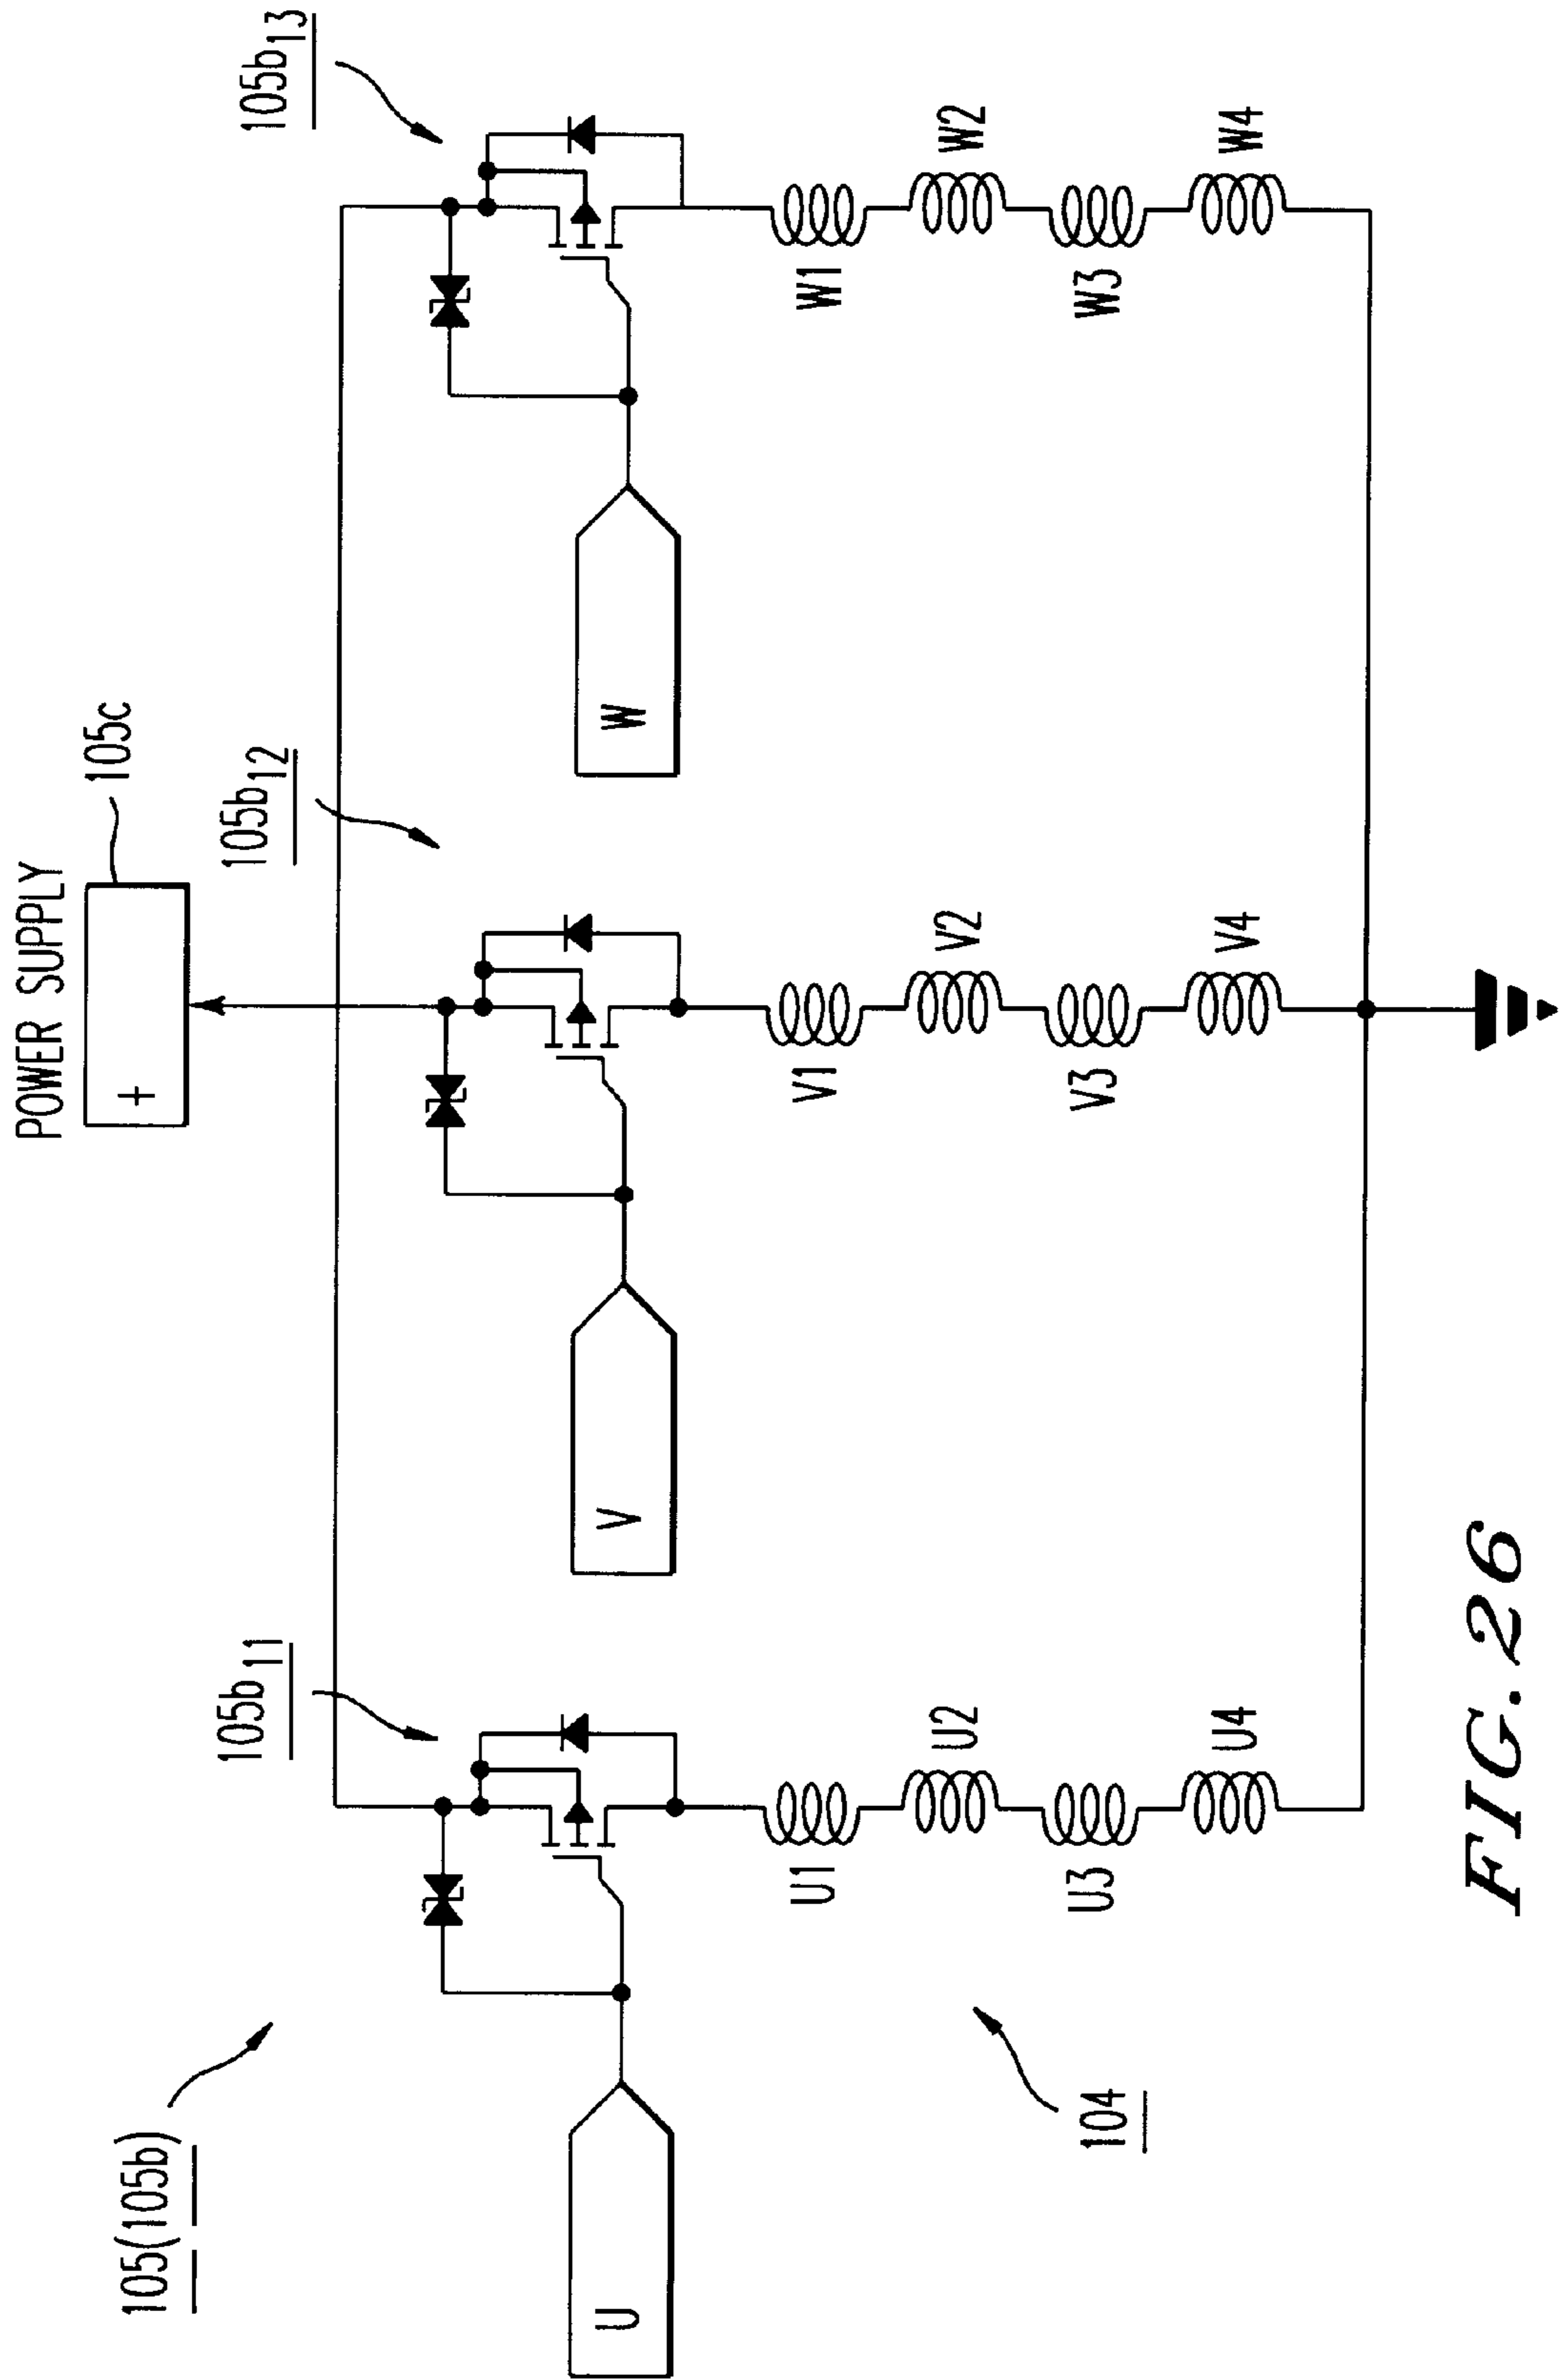 POWER SUPPLY
+
105c
105(105b)
105b11
105b12
105b13
U
V
W
U1
U2
U3
U4
V1
V2
V3
V4
W1
W2
W3
W4
104
FIG. 26